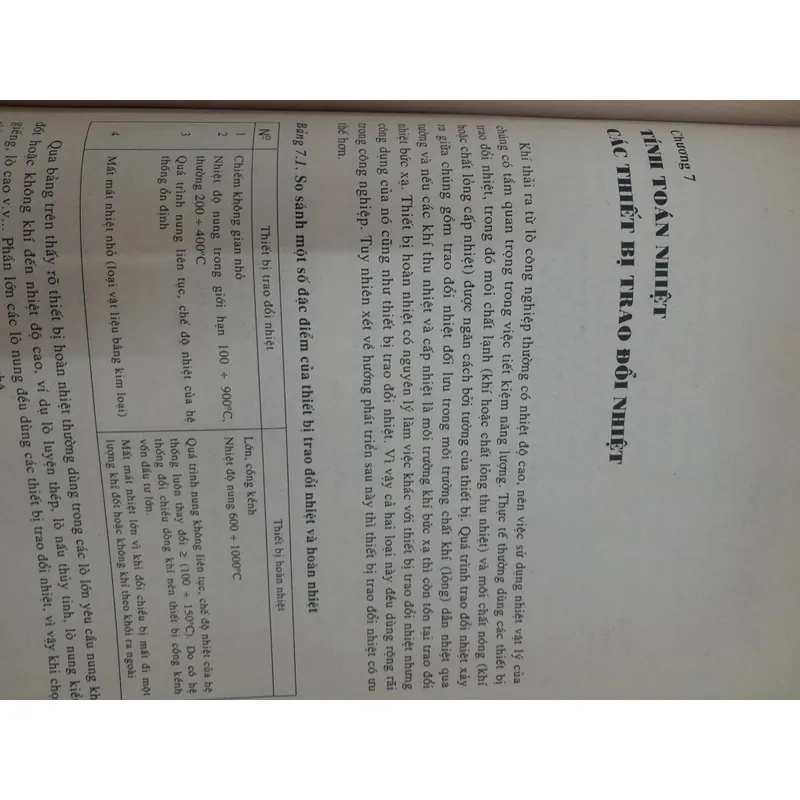 Chương 7
TÍNH TOÁN NHIỆT
CÁC THIẾT BỊ TRAO ĐỔI NHIỆT
Khí thải ra từ lò công nghiệp thường có nhiệt độ cao, nên việc sử dụng nhiệt vật lý của
chúng có tầm quan trọng trong việc tiết kiệm năng lượng. Thực tế thường dùng các thiết bị
trao đổi nhiệt, trong đó môi chất lạnh (khí hoặc chất lỏng thu nhiệt) và môi chất nóng (khí
hoặc chất lỏng cấp nhiệt) được ngăn cách bởi tường của thiết bị. Quá trình trao đổi nhiệt xảy
ra giữa chúng gồm trao đổi nhiệt đối lưu trong môi trường chất khí (lỏng) dẫn nhiệt qua
tường và nếu các khí thu nhiệt và cấp nhiệt là môi trường khí bức xạ thì còn tồn tại trao đổi
nhiệt bức xạ. Thiết bị hoàn nhiệt có nguyên lý làm việc khác với thiết bị trao đổi nhiệt nhưng
công dụng của nó cũng như thiết bị trao đổi nhiệt. Vì vậy cả hai loại này đều dùng rộng rãi
trong công nghiệp. Tuy nhiên xét về hướng phát triển sau này thì thiết bị trao đổi nhiệt có ưu
thế hơn.
Bảng 7.1. So sánh một số đặc điểm của thiết bị trao đổi nhiệt và hoàn nhiệt
Nº Thiết bị trao đổi nhiệt Thiết bị hoàn nhiệt
1 Chiếm không gian nhỏ Lớn, cồng kềnh
2 Nhiệt độ nung trong giới hạn 100 ÷ 900ºC, Nhiệt độ nung 600 ÷ 1000ºC
thường 200 ÷ 400ºC
3 Quá trình nung liên tục, chế độ nhiệt của hệ Quá trình nung không liên tục, chế độ nhiệt của hệ
thống ổn định thống luôn thay đổi ≥ (100 ÷ 150ºC). Do có hệ
thống đổi chiều dòng khí nên thiết bị cồng kềnh
vốn đầu tư lớn.
4 Mất mát nhiệt nhỏ (loại vật liệu bằng kim loại) Mất mát nhiệt lớn vì khi đổi chiều bị mất đi một
lượng khí đốt hoặc không khí theo khói ra ngoài
Qua bảng trên thấy rõ thiết bị hoàn nhiệt thường dùng trong các lò lớn yêu cầu nung kh
đốt hoặc không khí đến nhiệt độ cao, ví dụ lò luyện thép, lò nấu thủy tinh, lò nung kiể
giếng, lò cao v.v... Phần lớn các lò nung đều dùng các thiết bị trao đổi nhiệt, vì vậy khi chọ